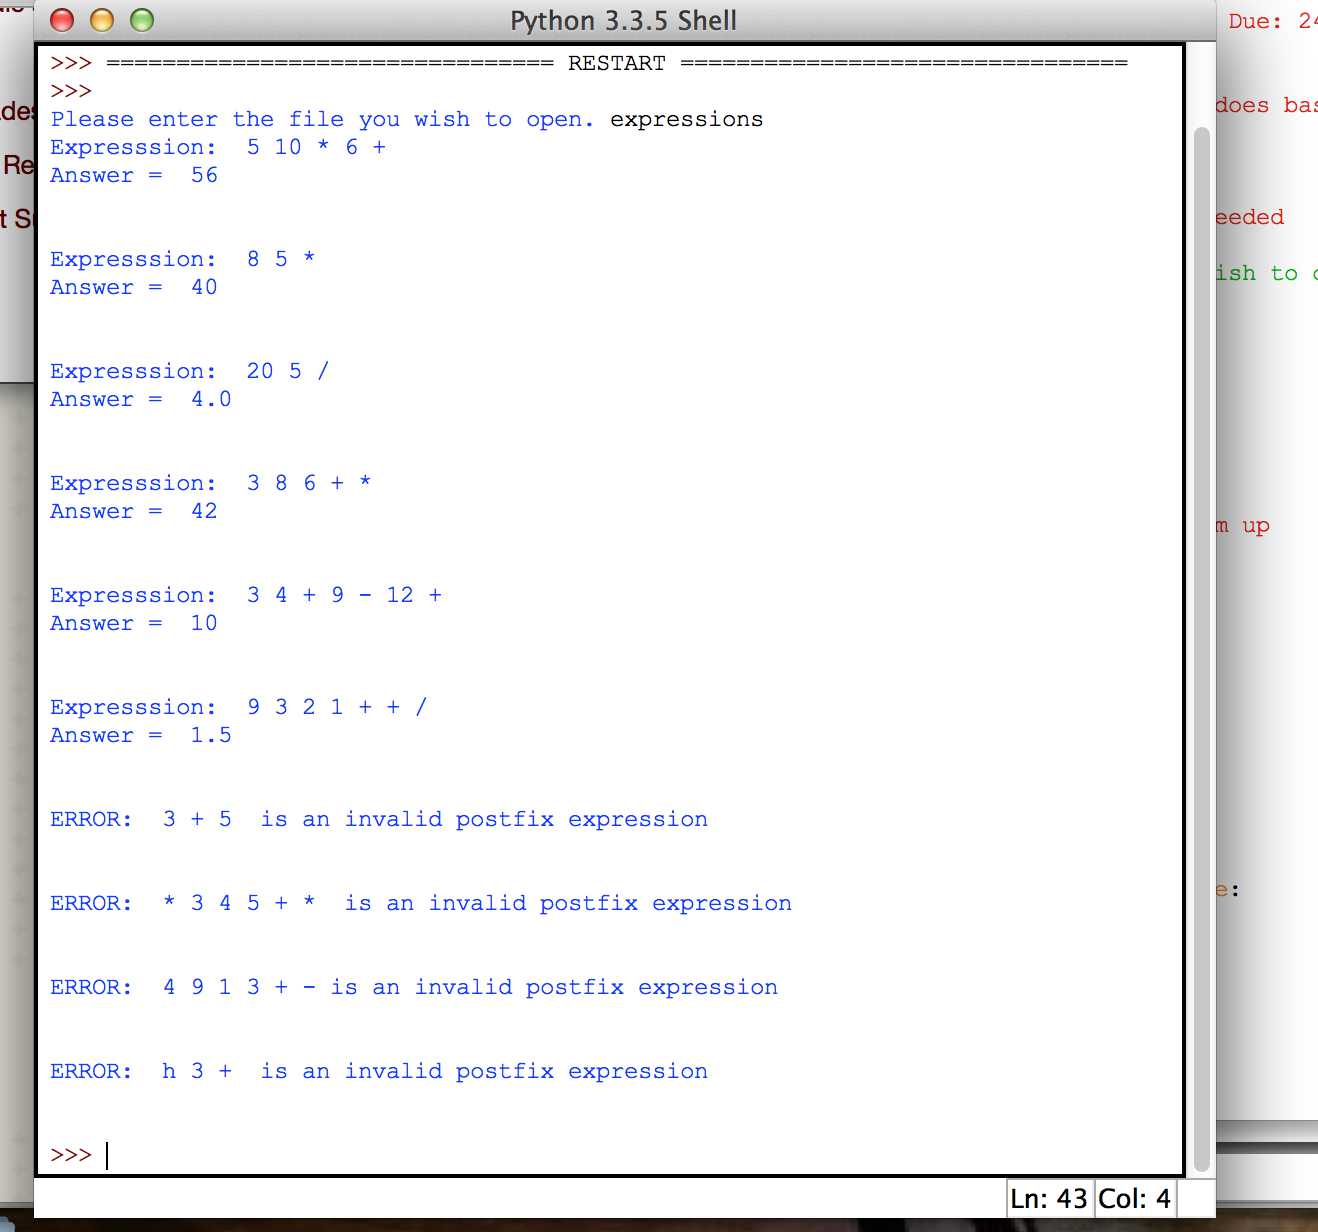 Python 3.3.5 Shell
>>> ================================ RESTART ================================
>>>
Please enter the file you wish to open. expressions
Expresssion:  5 10 * 6 +
Answer =  56
Expresssion:  8 5 *
Answer =  40
Expresssion:  20 5 /
Answer =  4.0
Expresssion:  3 8 6 + *
Answer =  42
Expresssion:  3 4 + 9 - 12 +
Answer =  10
Expresssion:  9 3 2 1 + + /
Answer =  1.5
ERROR:  3 + 5  is an invalid postfix expression
ERROR:  * 3 4 5 + *  is an invalid postfix expression
ERROR:  4 9 1 3 + - is an invalid postfix expression
ERROR:  h 3 +  is an invalid postfix expression
>>>
Ln: 43 Col: 4
Due: 24
does bas
eeded
ish to
m up
e:
des
Re
t S